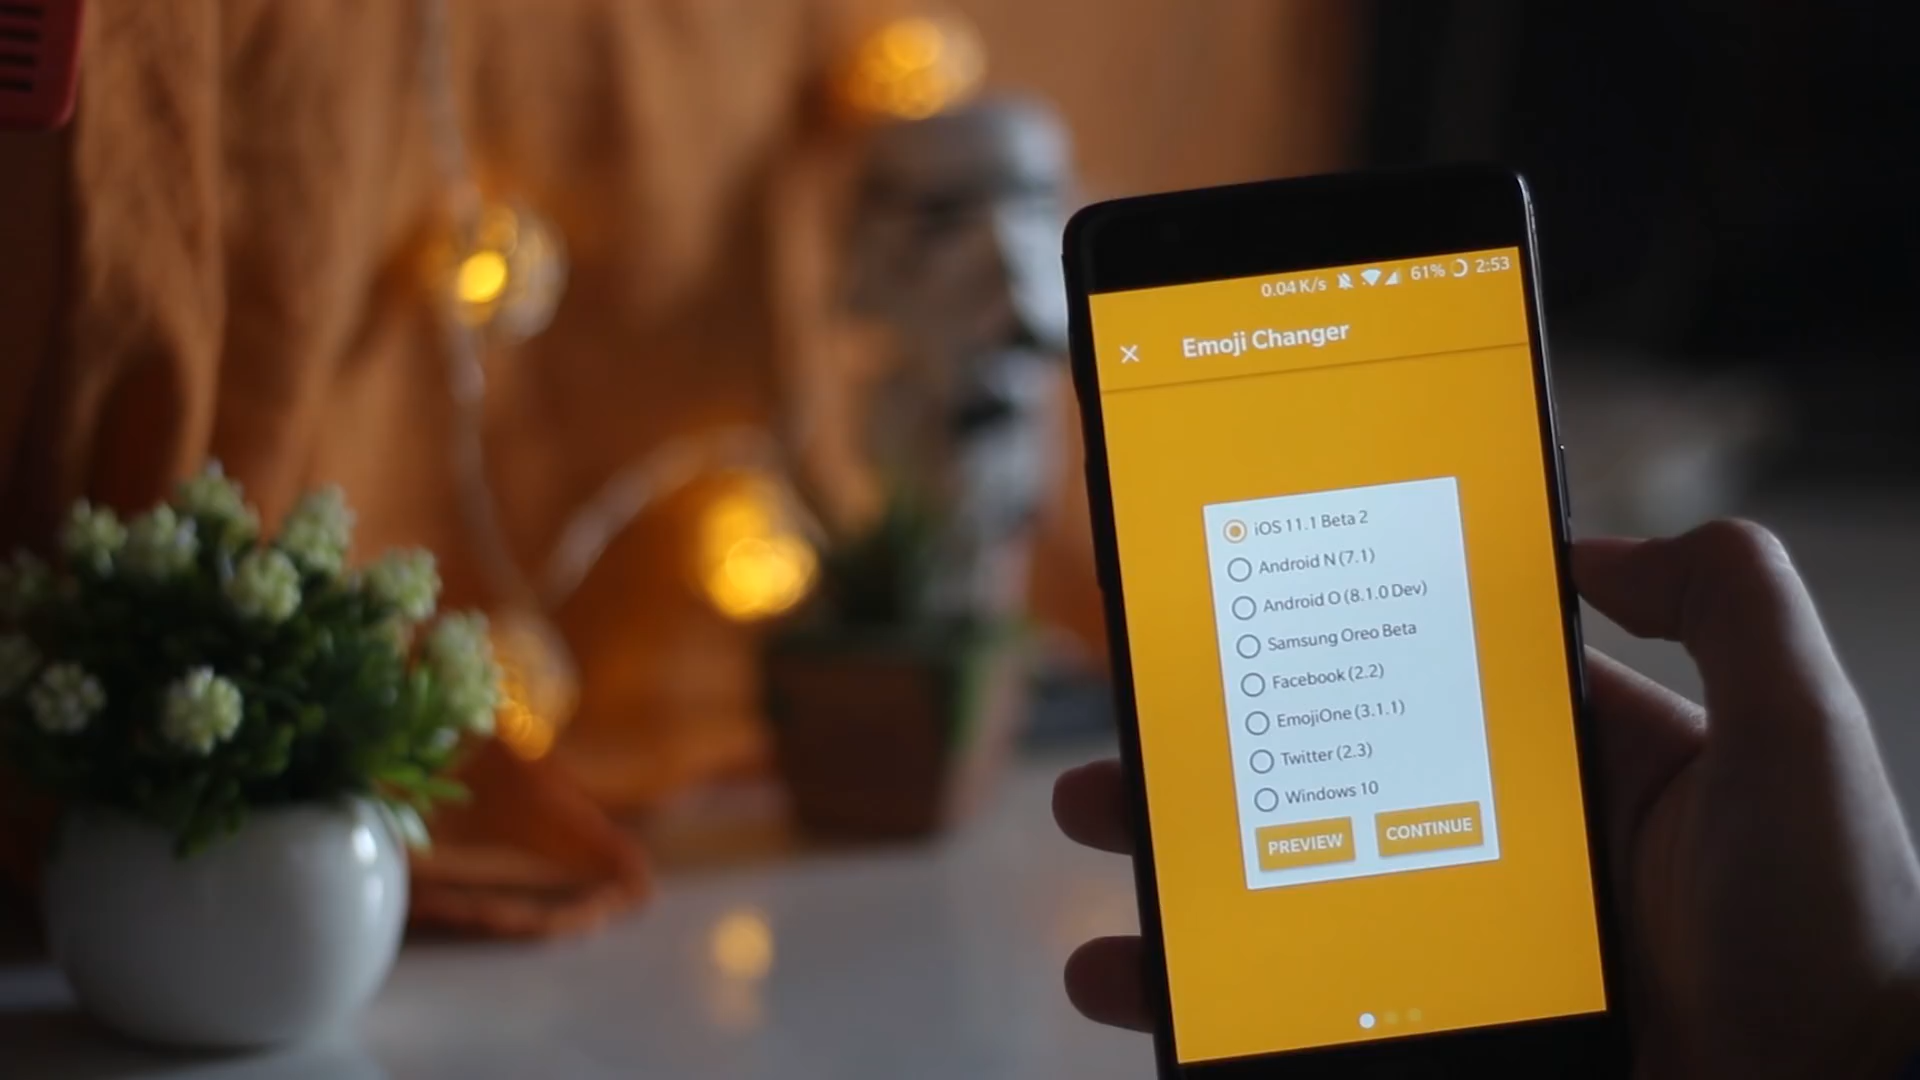 0.04 K/s 61% 2:53
Emoji Changer
iOS 11.1 Beta 2
Android N (7.1)
Android O (8.1.0 Dev)
Samsung Oreo Beta
Facebook (2.2)
EmojiOne (3.1.1)
Twitter (2.3)
Windows 10
PREVIEW CONTINUE